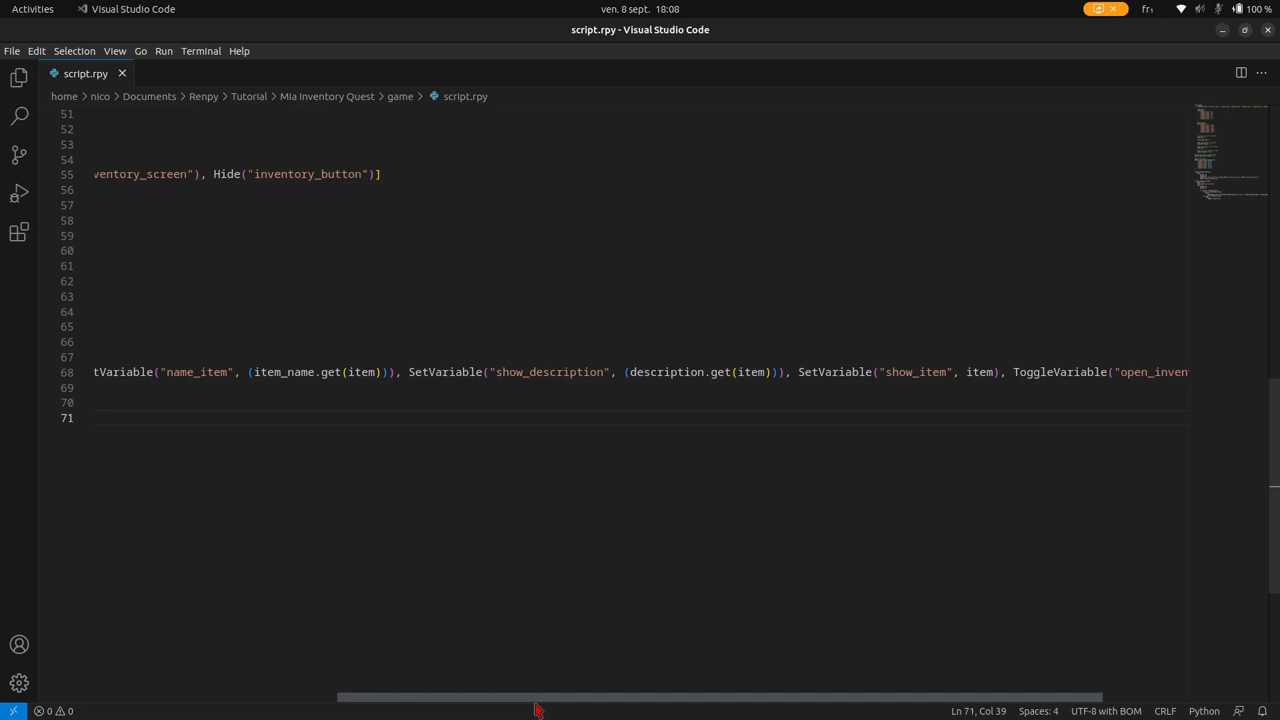 Activities
Visual Studio Code
ven. 8 sept. 18:08
fr₁
100 %
script.rpy - Visual Studio Code
File Edit Selection View Go Run Terminal Help
script.rpy
home > nico > Documents > Renpy > Tutorial > Mia Inventory Quest > game > script.rpy
51
52
53
54
55 ventory_screen"), Hide("inventory_button")]
56
57
58
59
60
61
62
63
64
65
66
67
68 tVariable("name_item", (item_name.get(item))), SetVariable("show_description", (description.get(item))), SetVariable("show_item", item), ToggleVariable("open_inven
69
70
71
0 0
Ln 71, Col 39
Spaces: 4
UTF-8 with BOM
CRLF
Python